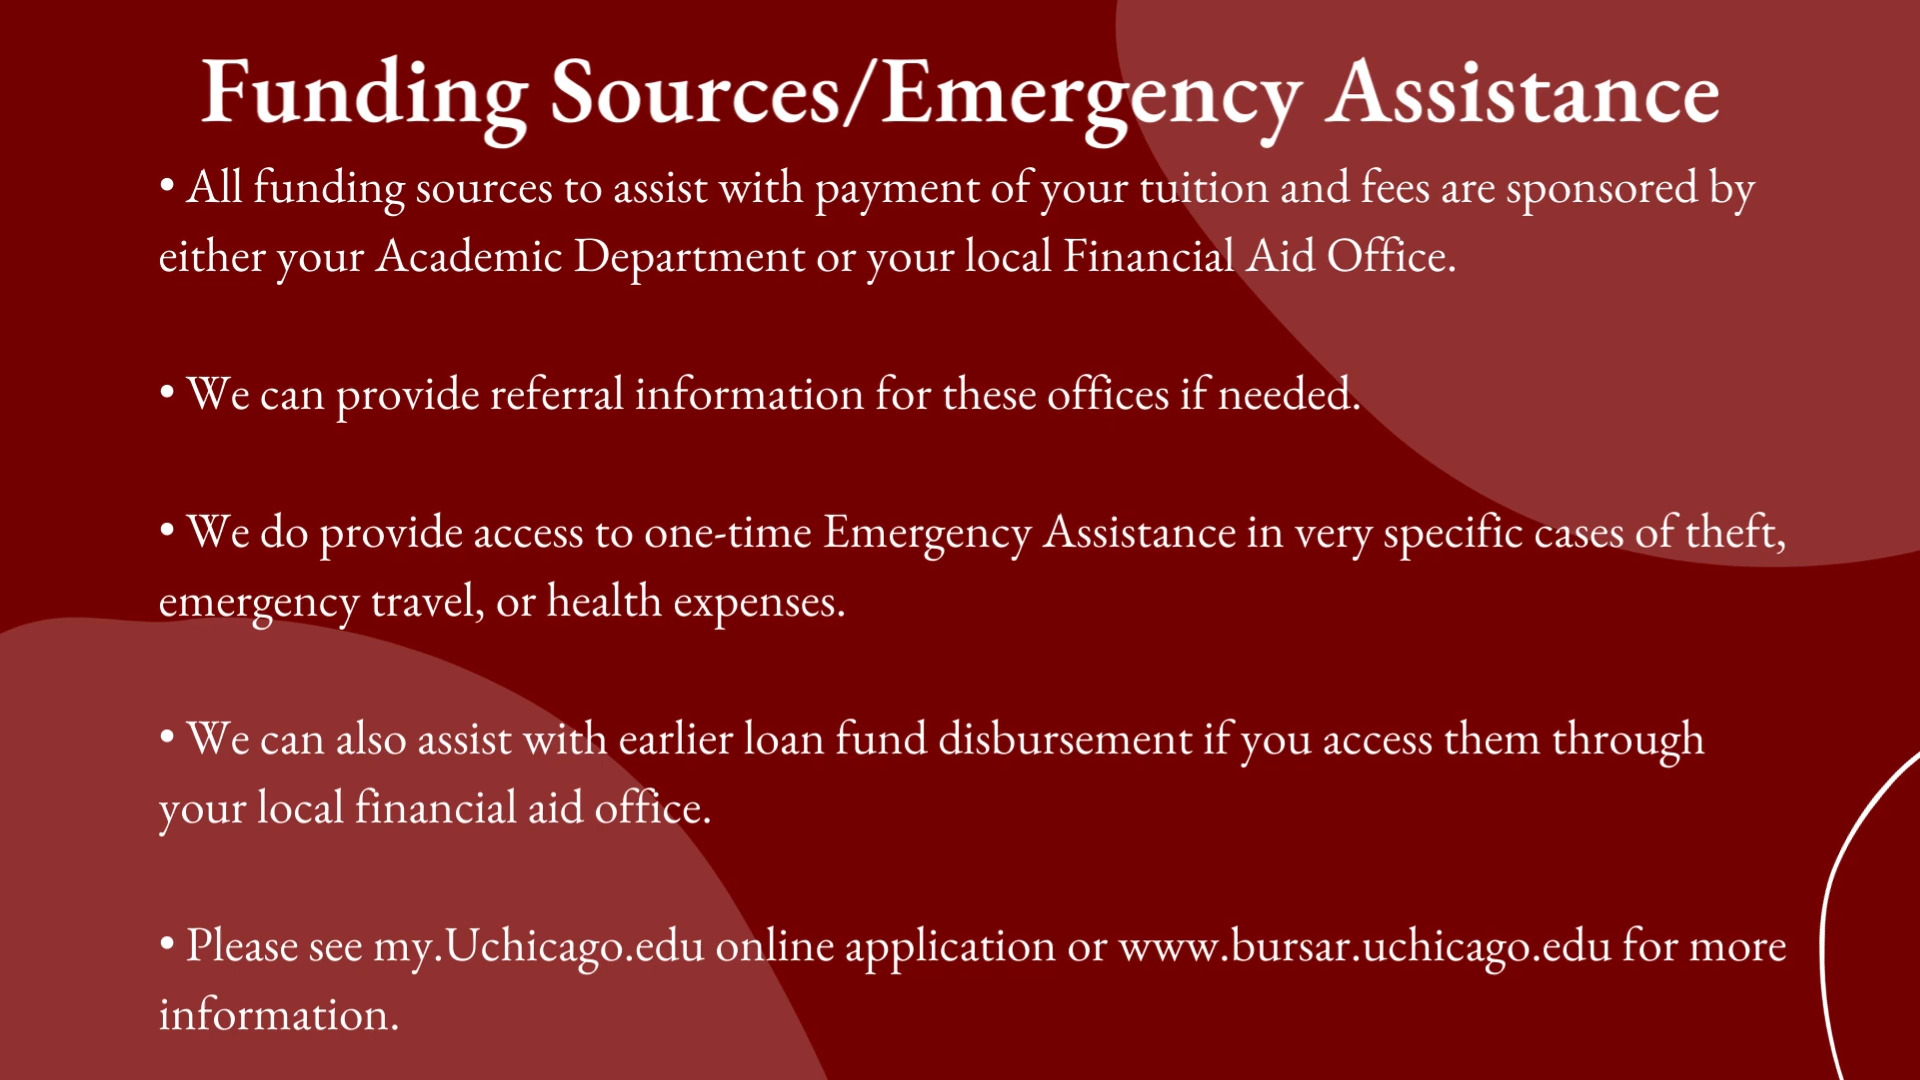 Funding Sources/Emergency Assistance
• All funding sources to assist with payment of your tuition and fees are sponsored by
either your Academic Department or your local Financial Aid Office.
• We can provide referral information for these offices if needed.
• We do provide access to one-time Emergency Assistance in very specific cases of theft,
emergency travel, or health expenses.
• We can also assist with earlier loan fund disbursement if you access them through
your local financial aid office.
• Please see my.Uchicago.edu online application or www.bursar.uchicago.edu for more
information.